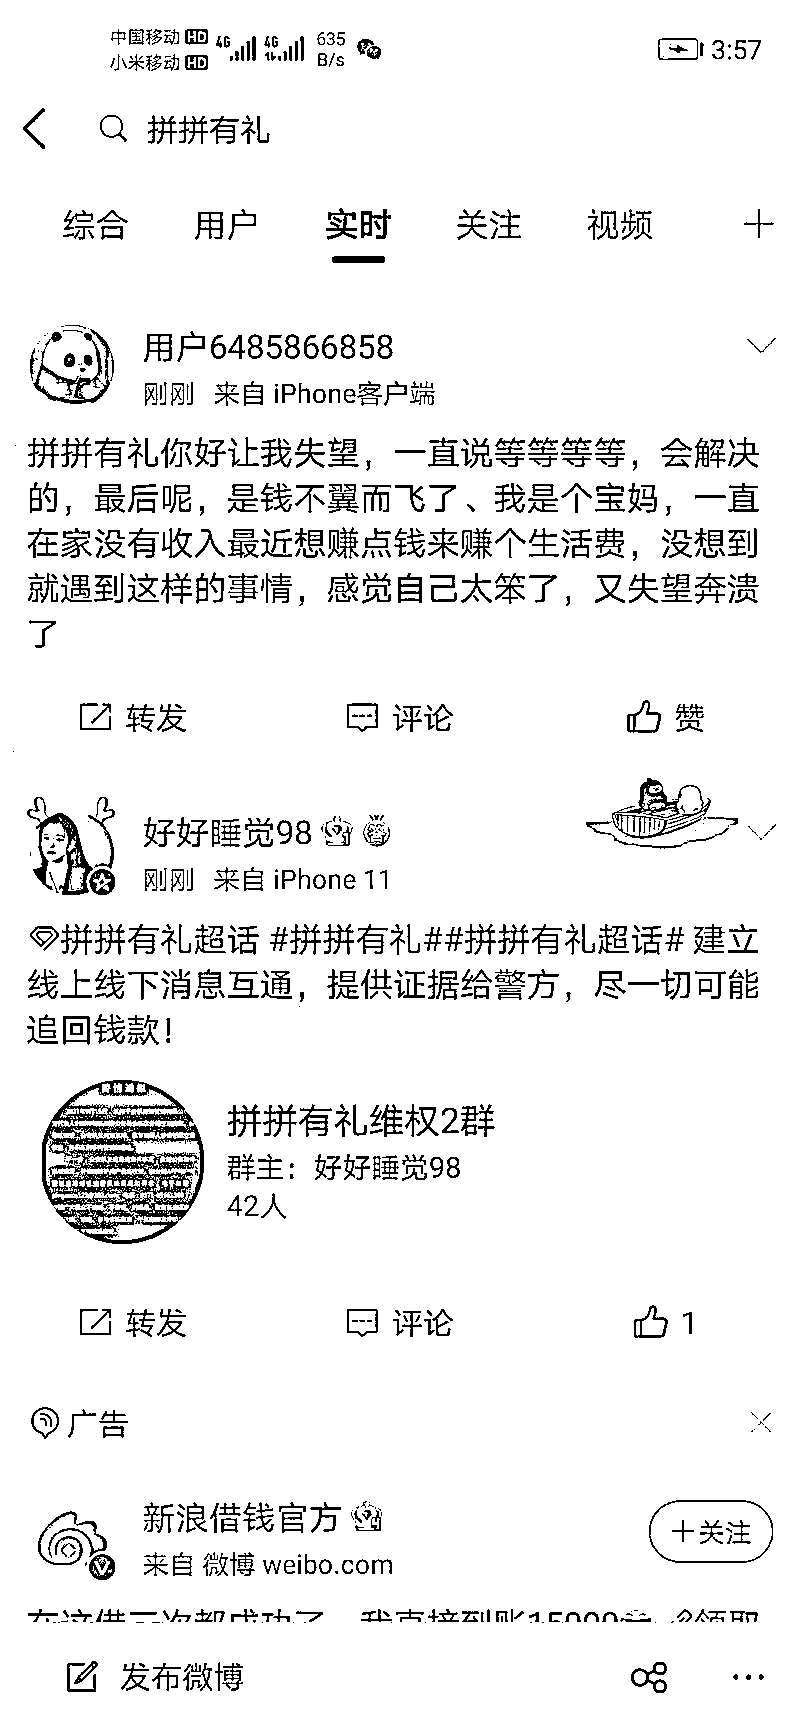 中国移动 HD 4G 4G 635 B/s 3:57
小米移动 HD
拼拼有礼
综合 用户 实时 关注 视频
用户6485866858
刚刚 来自 iPhone客户端
拼拼有礼你好让我失望，一直说等等等等，会解决
的，最后呢，是钱不翼而飞了、我是个宝妈，一直
在家没有收入最近想赚点钱来赚个生活费，没想到
就遇到这样的事情，感觉自己太笨了，又失望奔溃
了
转发 评论 赞
好好睡觉98
刚刚 来自 iPhone 11
拼拼有礼超话 #拼拼有礼##拼拼有礼超话# 建立
线上线下消息互通，提供证据给警方，尽一切可能
追回钱款！
拼拼有礼维权2群
群主：好好睡觉98
42人
转发 评论 1
广告
新浪借钱官方
来自 微博 weibo.com
+关注
发布微博